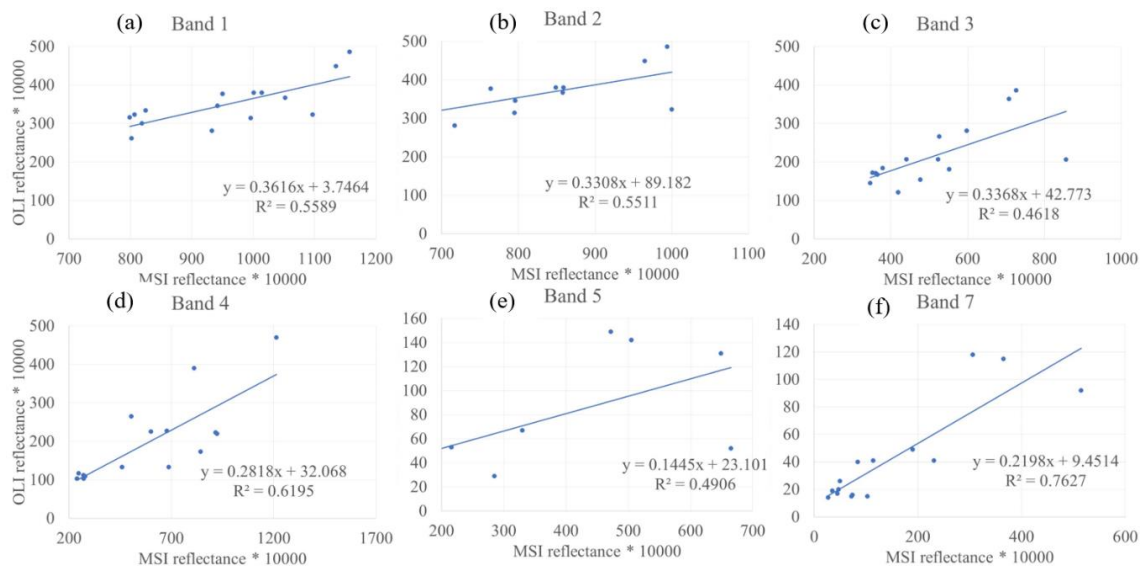 (a) Band 1
500
400
300
200
100
0
OLI reflectance * 10000
y = 0.3616x + 3.7464
R² = 0.5589
700 800 900 1000 1100 1200
MSI reflectance * 10000
(b) Band 2
500
400
300
200
100
0
y = 0.3308x + 89.182
R² = 0.5511
700 800 900 1000 1100
MSI reflectance * 10000
(c) Band 3
500
400
300
200
100
0
y = 0.3368x + 42.773
R² = 0.4618
200 400 600 800 1000
MSI reflectance * 10000
(d) Band 4
500
400
300
200
100
0
OLI reflectance * 10000
y = 0.2818x + 32.068
R² = 0.6195
200 700 1200 1700
MSI reflectance * 10000
(e) Band 5
160
140
120
100
80
60
40
20
0
y = 0.1445x + 23.101
R² = 0.4906
200 300 400 500 600 700
MSI reflectance * 10000
(f) Band 7
140
120
100
80
60
40
20
0
y = 0.2198x + 9.4514
R² = 0.7627
0 200 400 600
MSI reflectance * 10000